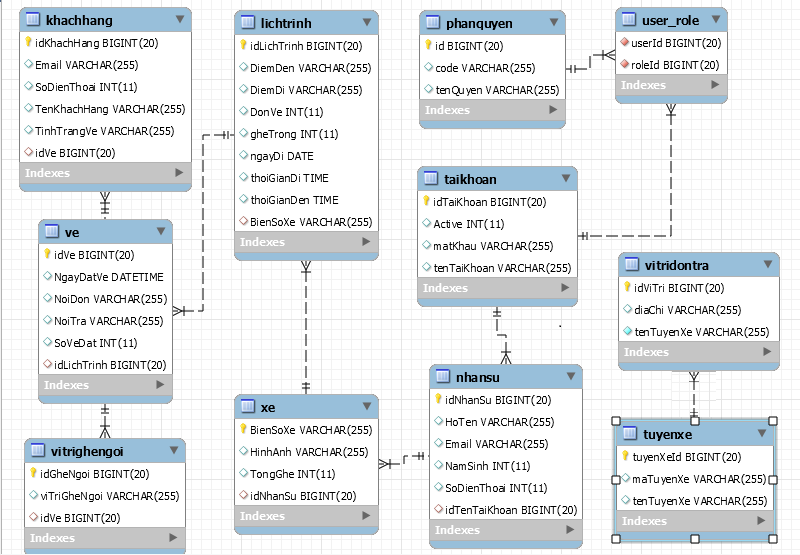 khachhang
idKhachHang BIGINT(20)
Email VARCHAR(255)
SoDienThoai INT(11)
TenKhachHang VARCHAR(255)
TinhTrangVe VARCHAR(255)
idVe BIGINT(20)
Indexes
lichtrinh
idLichTrinh BIGINT(20)
DiemDen VARCHAR(255)
DiemDi VARCHAR(255)
DonVe INT(11)
gheTrong INT(11)
ngayDi DATE
thoiGianDi TIME
thoiGianDen TIME
BienSoXe VARCHAR(255)
Indexes
phanquyen
id BIGINT(20)
code VARCHAR(255)
tenQuyen VARCHAR(255)
Indexes
user_role
userId BIGINT(20)
roleId BIGINT(20)
Indexes
taikhoan
idTaiKhoan BIGINT(20)
Active INT(11)
matKhau VARCHAR(255)
tenTaiKhoan VARCHAR(255)
Indexes
ve
idVe BIGINT(20)
NgayDatVe DATETIME
NoiDon VARCHAR(255)
NoiTra VARCHAR(255)
SoVeDat INT(11)
idLichTrinh BIGINT(20)
Indexes
vitridontra
idViTri BIGINT(20)
diaChi VARCHAR(255)
tenTuyenXe VARCHAR(255)
Indexes
nhansu
idNhanSu BIGINT(20)
HoTen VARCHAR(255)
Email VARCHAR(255)
NamSinh INT(11)
SoDienThoai INT(11)
idTenTaiKhoan BIGINT(20)
Indexes
xe
BienSoXe VARCHAR(255)
HinhAnh VARCHAR(255)
TongGhe INT(11)
idNhanSu BIGINT(20)
Indexes
tuyenxe
tuyenXeId BIGINT(20)
maTuyenXe VARCHAR(255)
tenTuyenXe VARCHAR(255)
Indexes
vitrighengoi
idGheNgoi BIGINT(20)
viTriGheNgoi VARCHAR(255)
idVe BIGINT(20)
Indexes